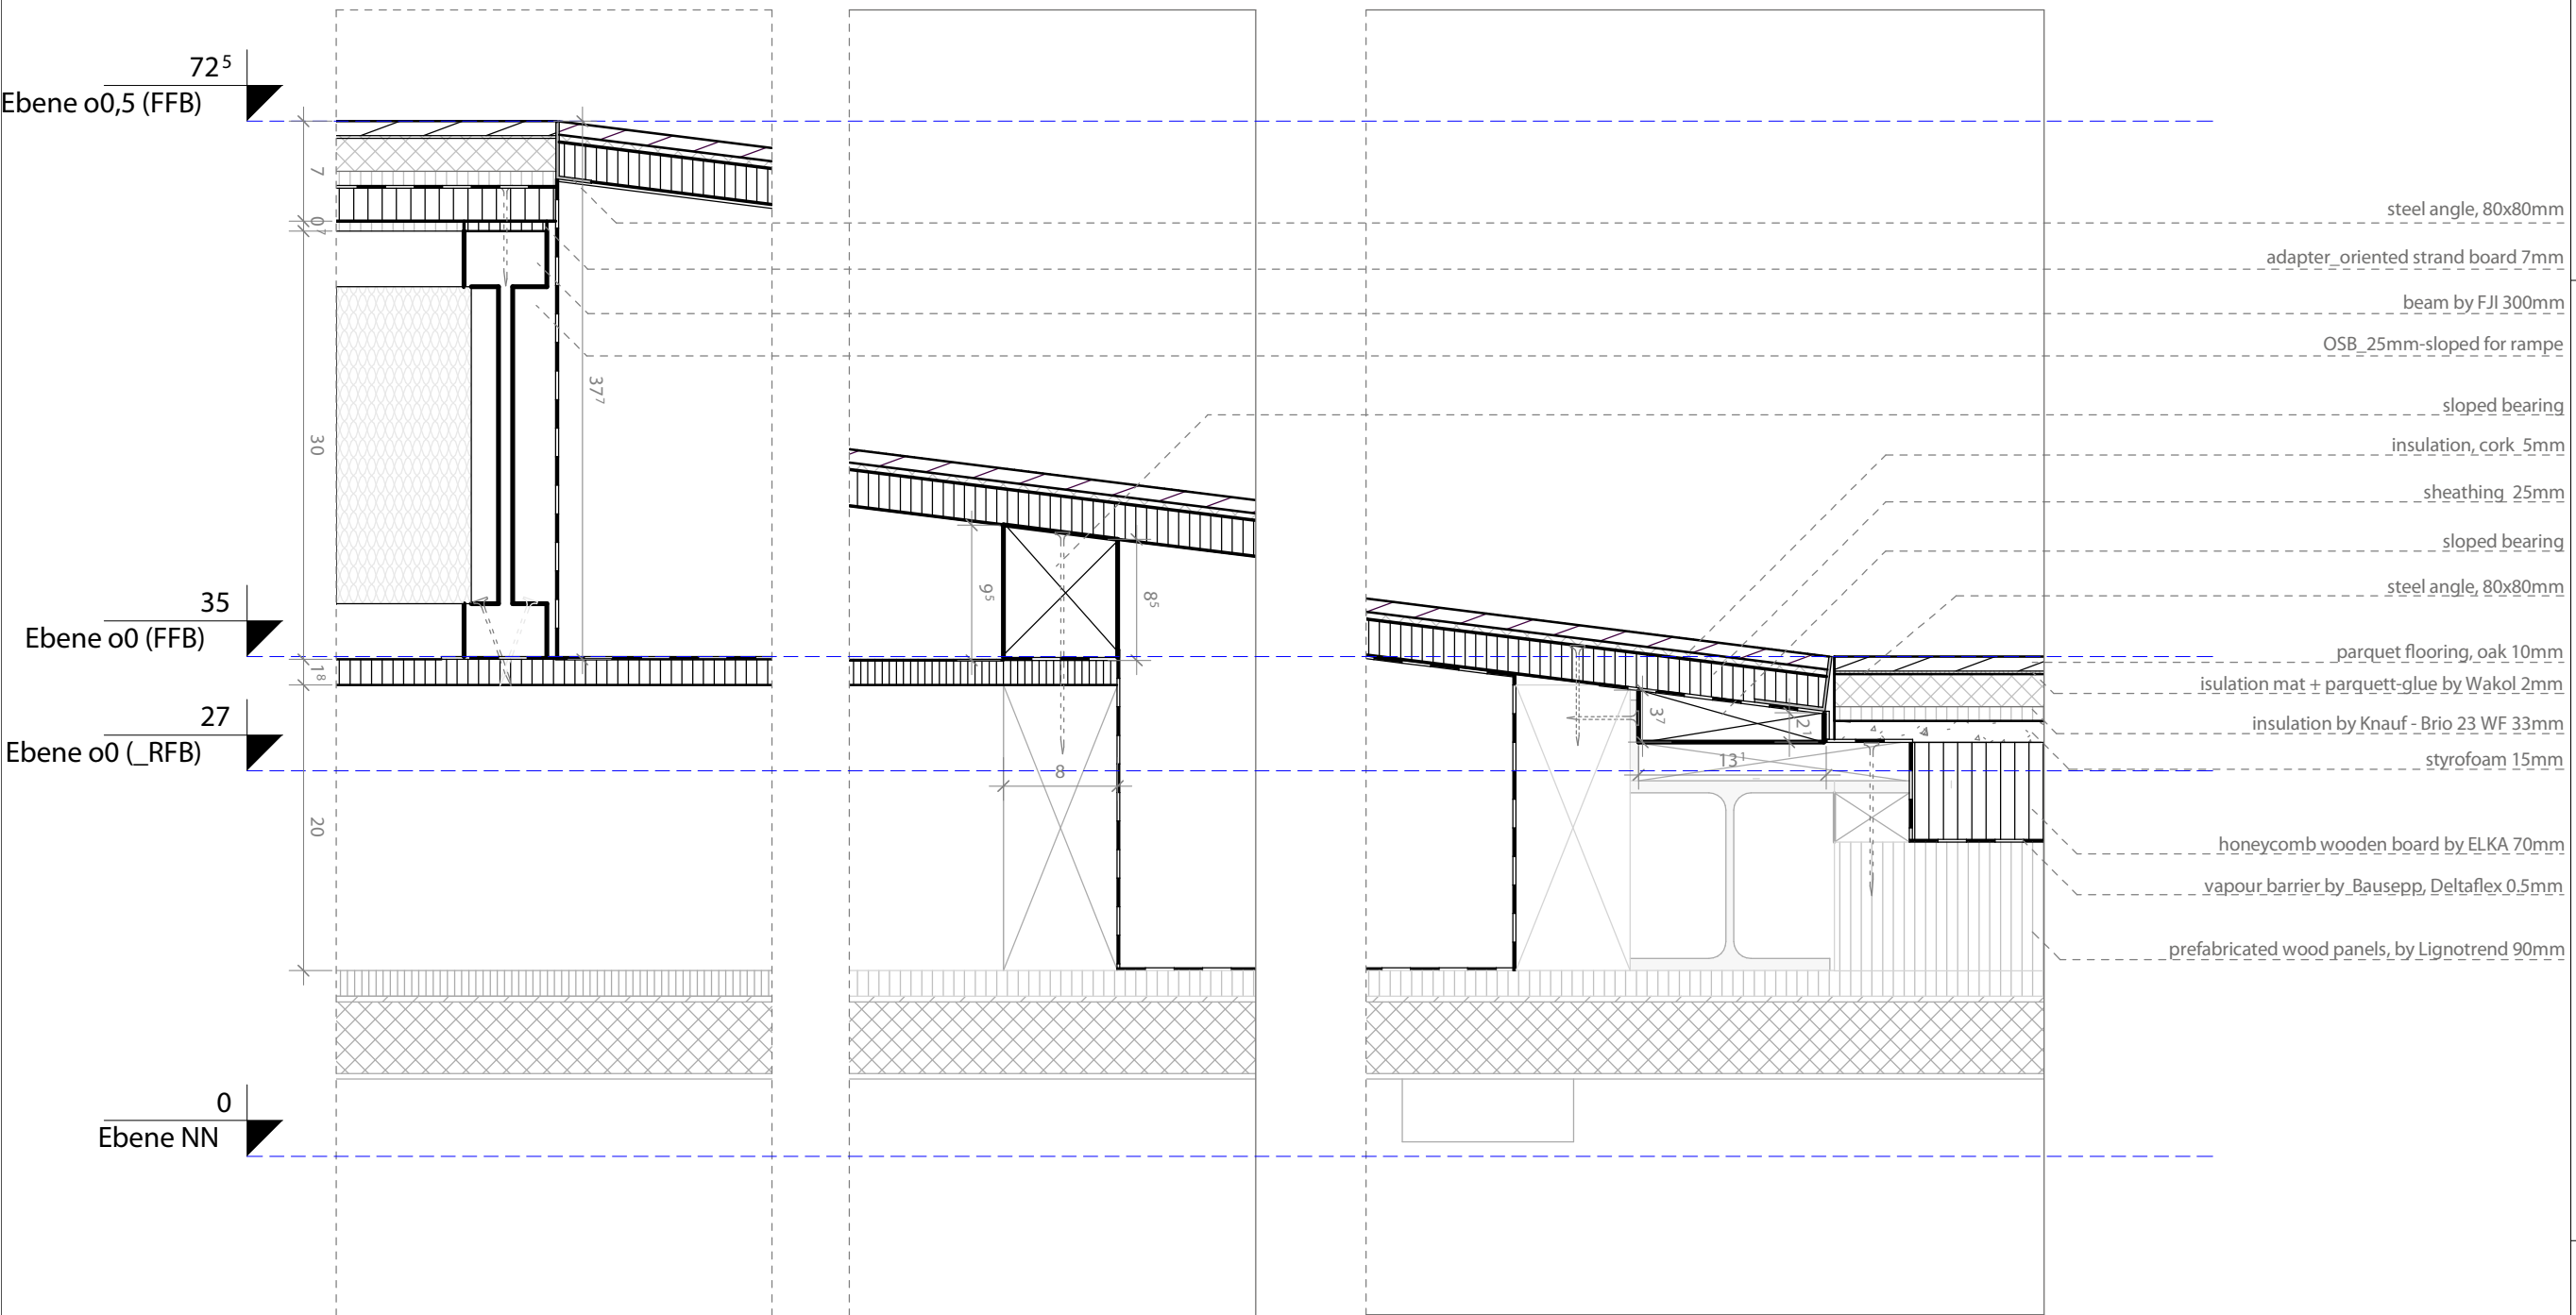 72⁵
Ebene o0,5 (FFB)
35
Ebene o0 (FFB)
27
Ebene o0 (_RFB)
0
Ebene NN
7
0⁷
30
1⁸
20
37⁷
9⁵
8⁵
8
3⁷
2¹
13¹
steel angle, 80x80mm
adapter_oriented strand board 7mm
beam by FJI 300mm
OSB_25mm-sloped for rampe
sloped bearing
insulation, cork 5mm
sheathing 25mm
sloped bearing
steel angle, 80x80mm
parquet flooring, oak 10mm
isulation mat + parquett-glue by Wakol 2mm
insulation by Knauf - Brio 23 WF 33mm
styrofoam 15mm
honeycomb wooden board by ELKA 70mm
vapour barrier by Bausepp, Deltaflex 0.5mm
prefabricated wood panels, by Lignotrend 90mm